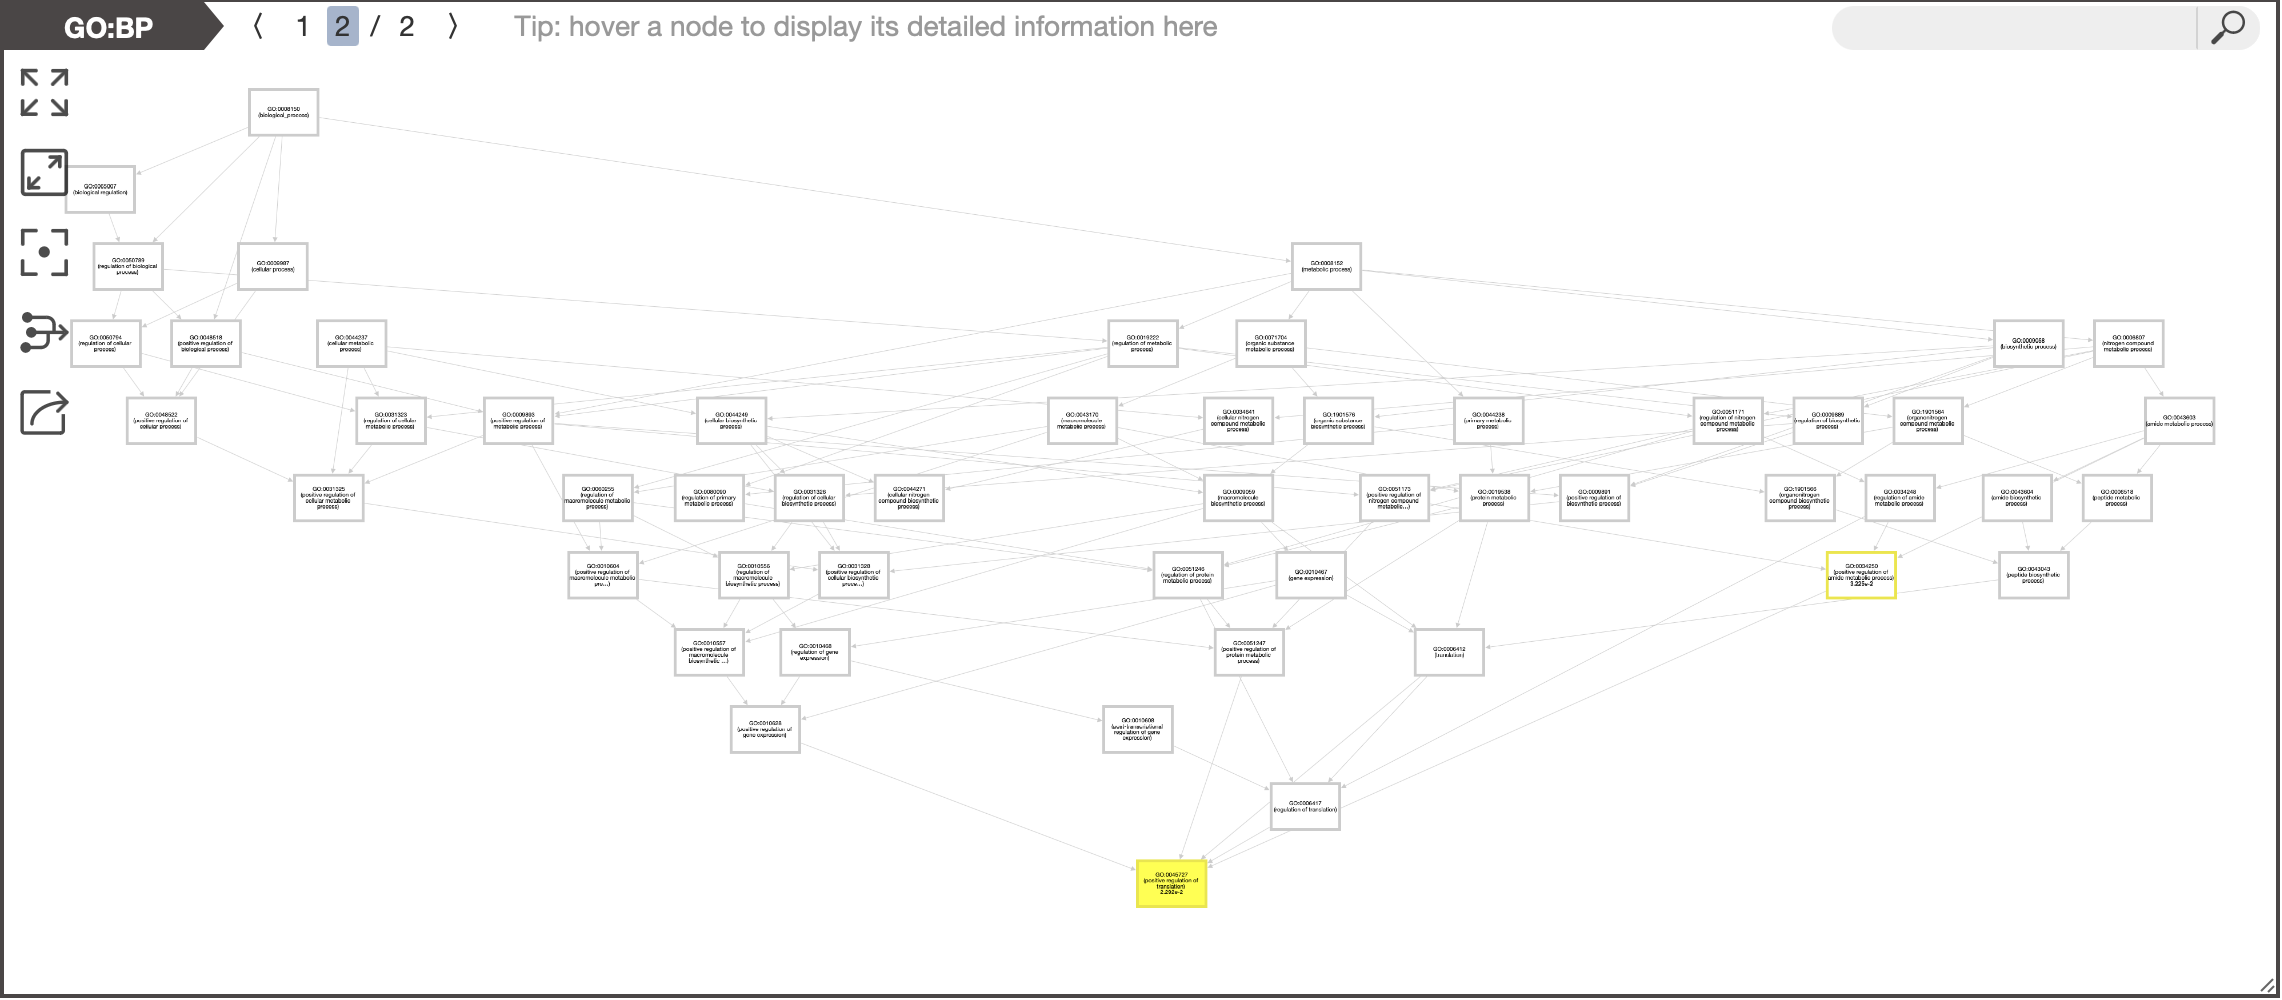 GO:BP
1 2 / 2
Tip: hover a node to display its detailed information here
GO:0008150
(biological_process)
GO:0065007
(biological regulation)
GO:0050789
(regulation of biological
process)
GO:0009987
(cellular process)
GO:0008152
(metabolic process)
GO:0050794
(regulation of cellular
process)
GO:0048518
(positive regulation of
biological process)
GO:0044237
(cellular metabolic
process)
GO:0019222
(regulation of metabolic
process)
GO:0071704
(organic substance
metabolic process)
GO:0009058
(biosynthetic process)
GO:0006807
(nitrogen compound
metabolic process)
GO:0048522
(positive regulation of
cellular process)
GO:0031323
(regulation of cellular
metabolic process)
GO:0009893
(positive regulation of
metabolic process)
GO:0044249
(cellular biosynthetic
process)
GO:0043170
(macromolecule
metabolic process)
GO:0034641
(cellular nitrogen
compound metabolic
process)
GO:1901576
(organic substance
biosynthetic process)
GO:0044238
(primary metabolic
process)
GO:0051171
(regulation of nitrogen
compound metabolic
process)
GO:0009889
(regulation of biosynthetic
process)
GO:1901564
(organonitrogen
compound metabolic
process)
GO:0043603
(amide metabolic process)
GO:0031325
(positive regulation of
cellular metabolic
process)
GO:0060255
(regulation of
macromolecule metabolic
process)
GO:0080090
(regulation of primary
metabolic process)
GO:0031326
(regulation of cellular
biosynthetic process)
GO:0044271
(cellular nitrogen
compound biosynthetic
process)
GO:0009059
(macromolecule
biosynthetic process)
GO:0051173
(positive regulation of
nitrogen compound
metabolic...)
GO:0019538
(protein metabolic
process)
GO:0009891
(positive regulation of
biosynthetic process)
GO:1901566
(organonitrogen
compound biosynthetic
process)
GO:0034248
(regulation of amide
metabolic process)
GO:0043604
(amide biosynthetic
process)
GO:0006518
(peptide metabolic
process)
GO:0010604
(positive regulation of
macromolecule metabolic
pro...)
GO:0010556
(regulation of
macromolecule
biosynthetic process)
GO:0031328
(positive regulation of
cellular biosynthetic
proce...)
GO:0051246
(regulation of protein
metabolic process)
GO:0010467
(gene expression)
GO:0034250
(positive regulation of
amide metabolic process)
3.225e-2
GO:0043043
(peptide biosynthetic
process)
GO:0010557
(positive regulation of
macromolecule
biosynthetic ...)
GO:0010468
(regulation of gene
expression)
GO:0051247
(positive regulation of
protein metabolic
process)
GO:0006412
(translation)
GO:0010628
(positive regulation of
gene expression)
GO:0010608
(post-transcriptional
regulation of gene
expression)
GO:0006417
(regulation of translation)
GO:0045727
(positive regulation of
translation)
2.292e-2